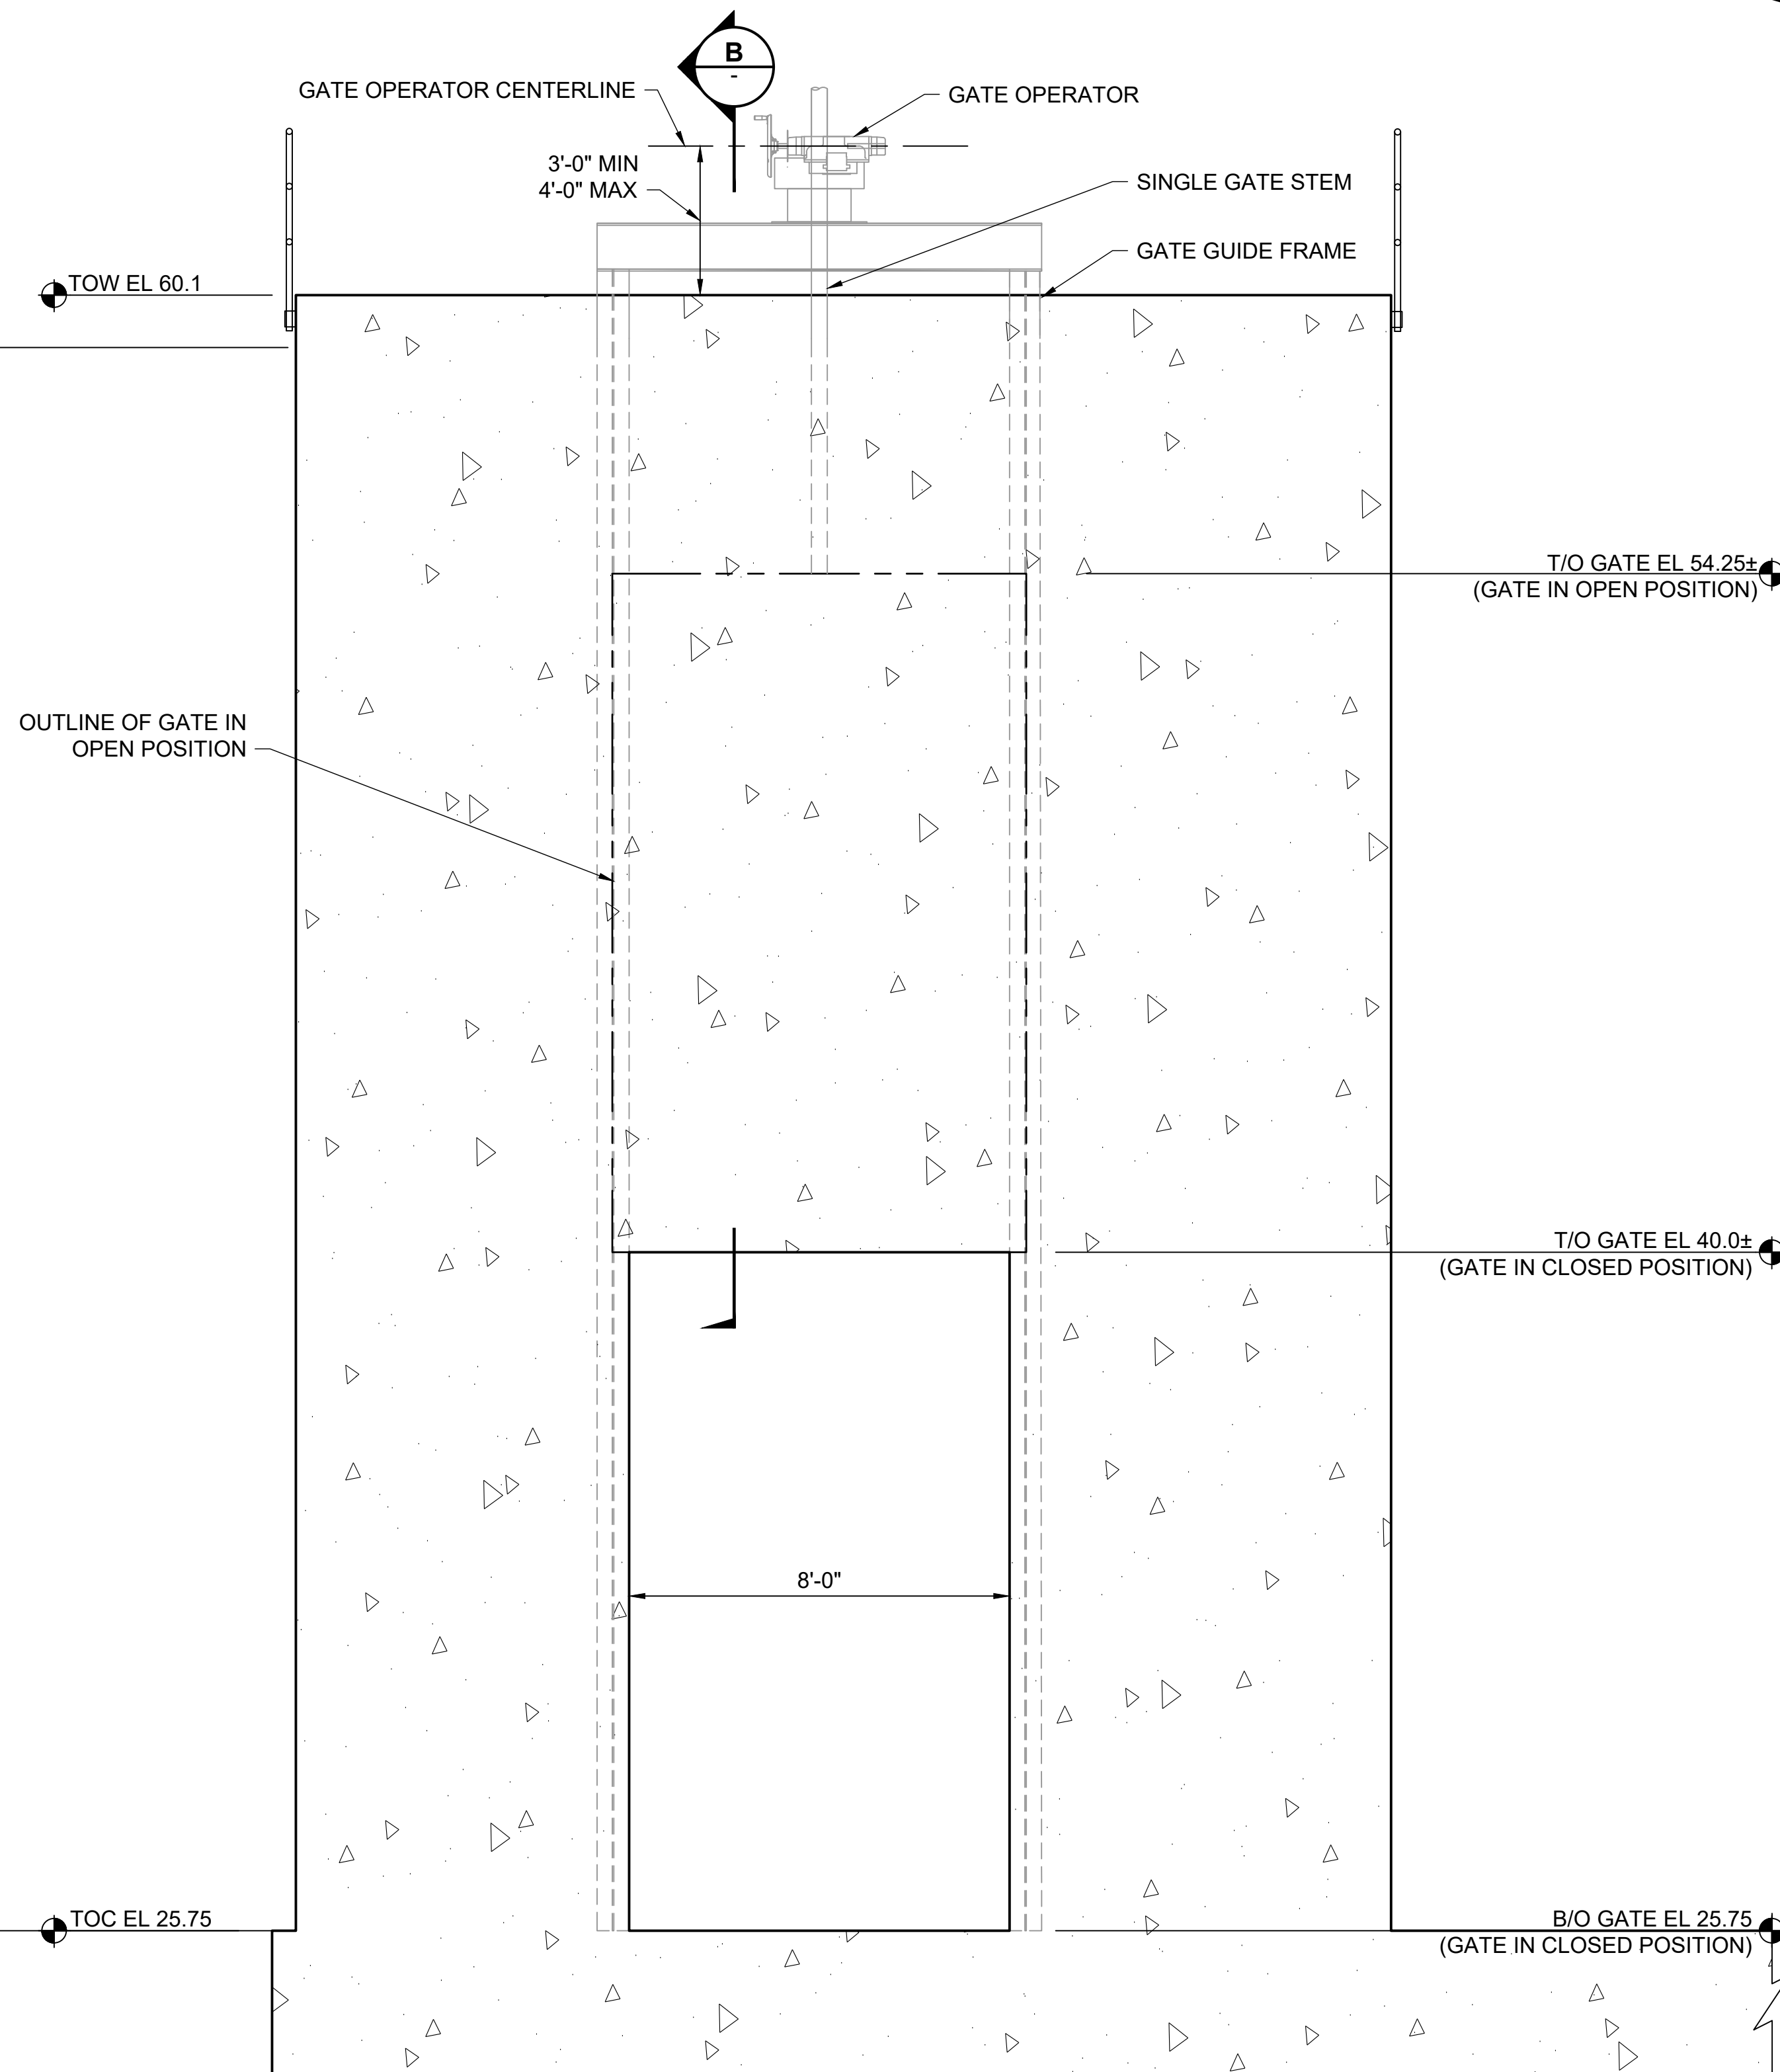 B
-
GATE OPERATOR CENTERLINE
GATE OPERATOR
3'-0" MIN
4'-0" MAX
SINGLE GATE STEM
GATE GUIDE FRAME
TOW EL 60.1
T/O GATE EL 54.25±
(GATE IN OPEN POSITION)
OUTLINE OF GATE IN
OPEN POSITION
T/O GATE EL 40.0±
(GATE IN CLOSED POSITION)
8'-0"
TOC EL 25.75
B/O GATE EL 25.75
(GATE IN CLOSED POSITION)